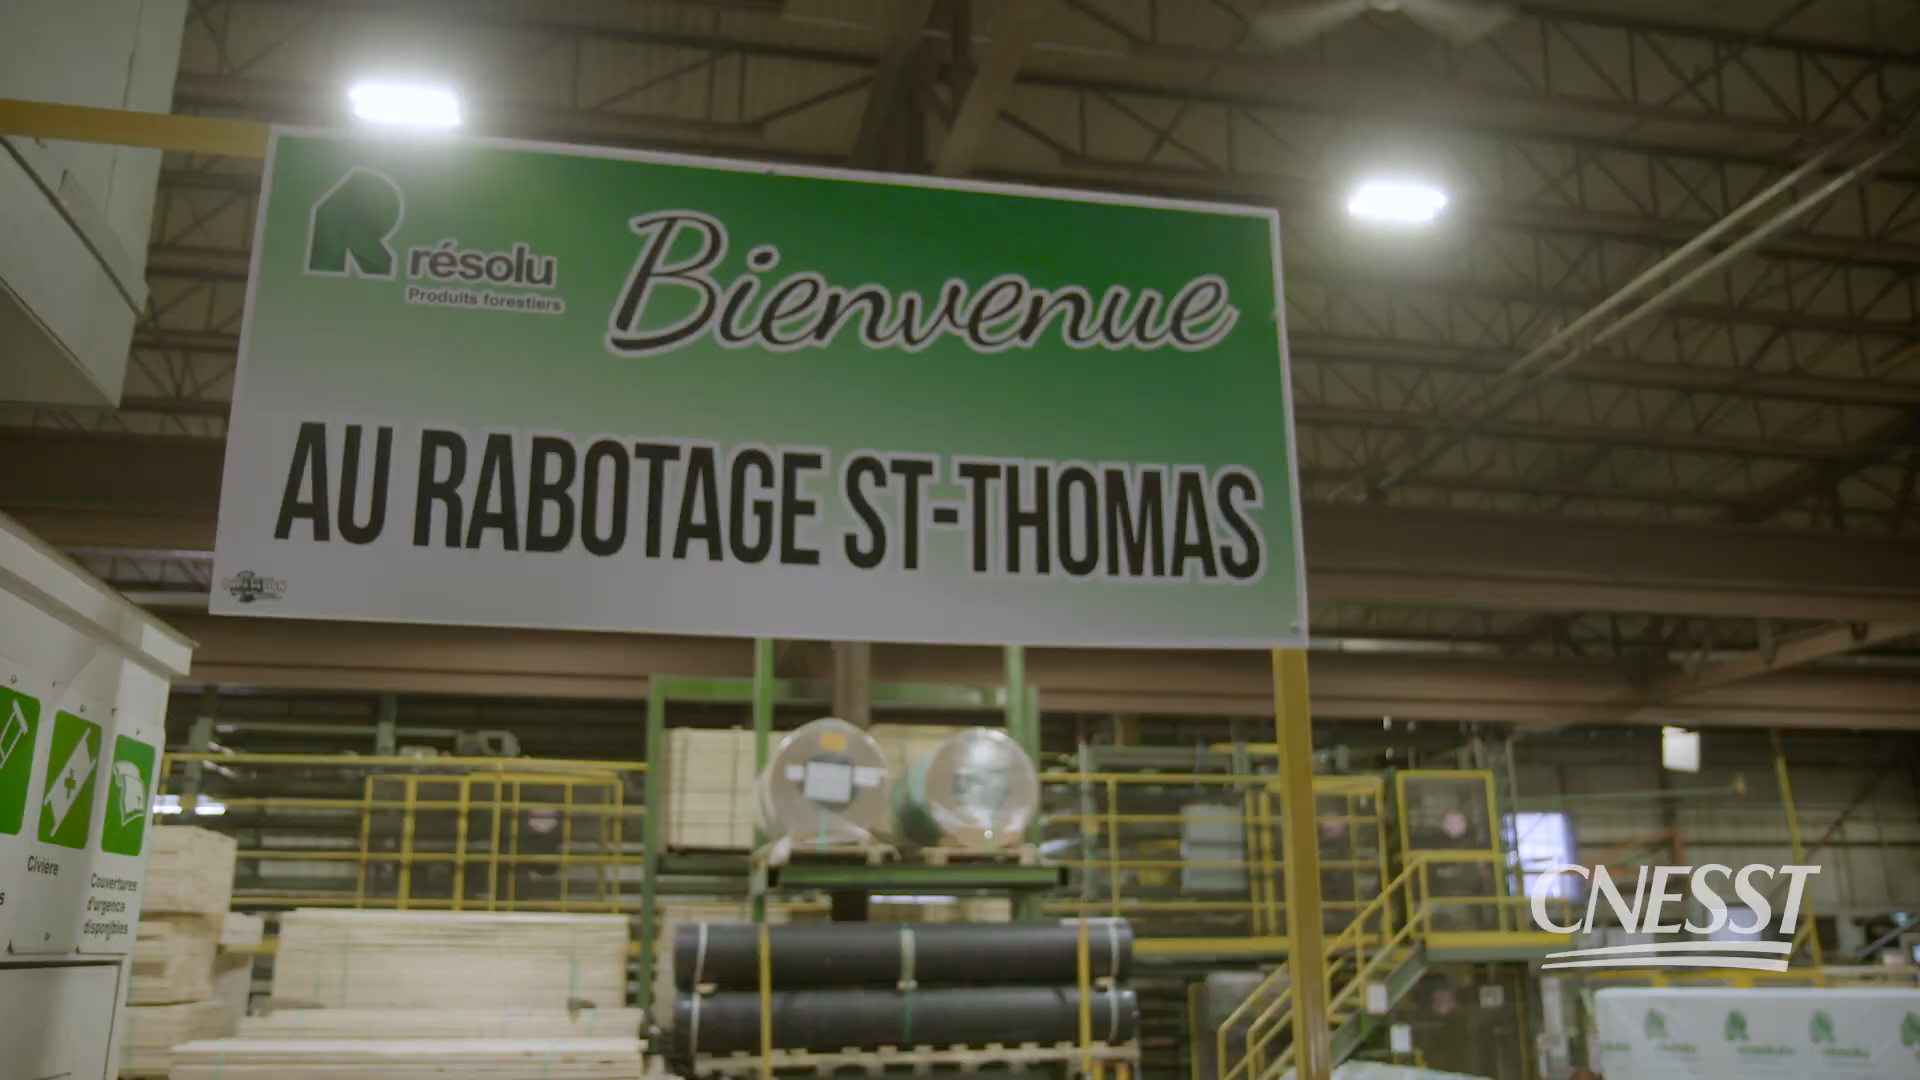 résolu
Produits forestiers
Bienvenue
AU RABOTAGE ST-THOMAS
Civière
Couvertures
d'urgence
disponibles
CNESST